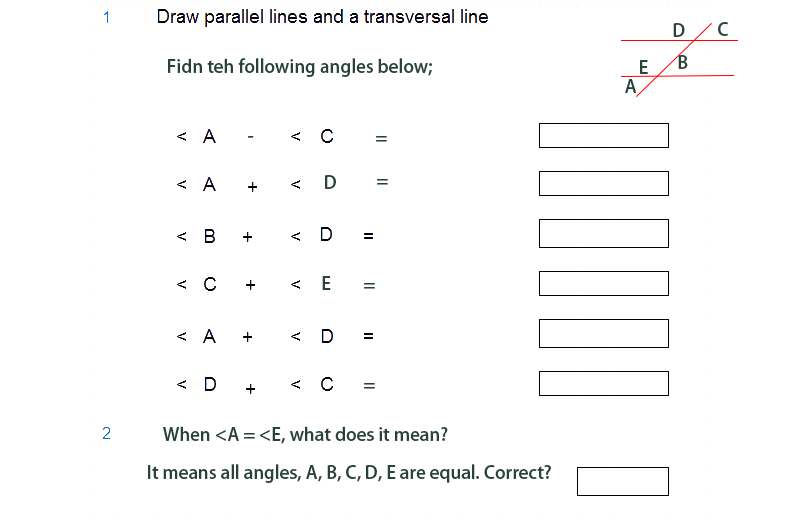 1 Draw parallel lines and a transversal line
D C
Fidn teh following angles below;
E B
A
< A - < C =
< A + < D =
< B + < D =
< C + < E =
< A + < D =
< D + < C =
2 When <A = <E, what does it mean?
It means all angles, A, B, C, D, E are equal. Correct?